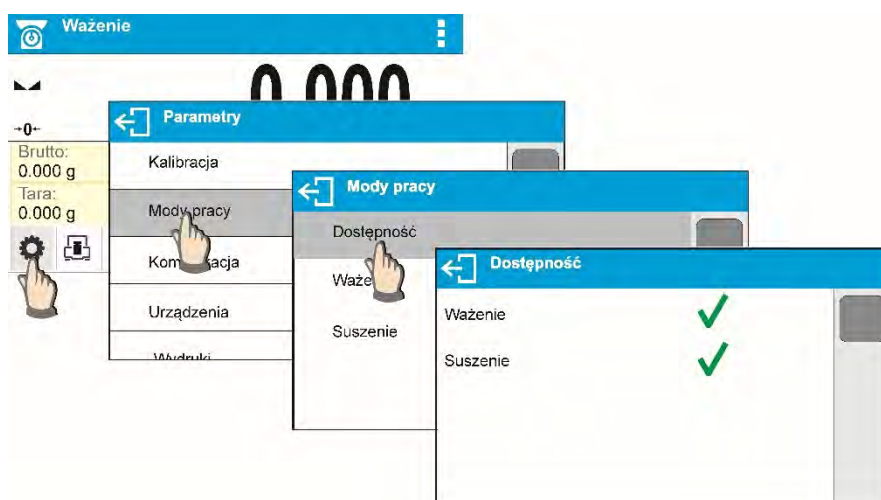 Ważenie
0.000
→0←
Brutto:
0.000 g
Tara:
0.000 g
Parametry
Kalibracja
Mody pracy
Urządzenia
Mody pracy
Dostępność
Suszenie
Dostępność
Ważenie
Suszenie